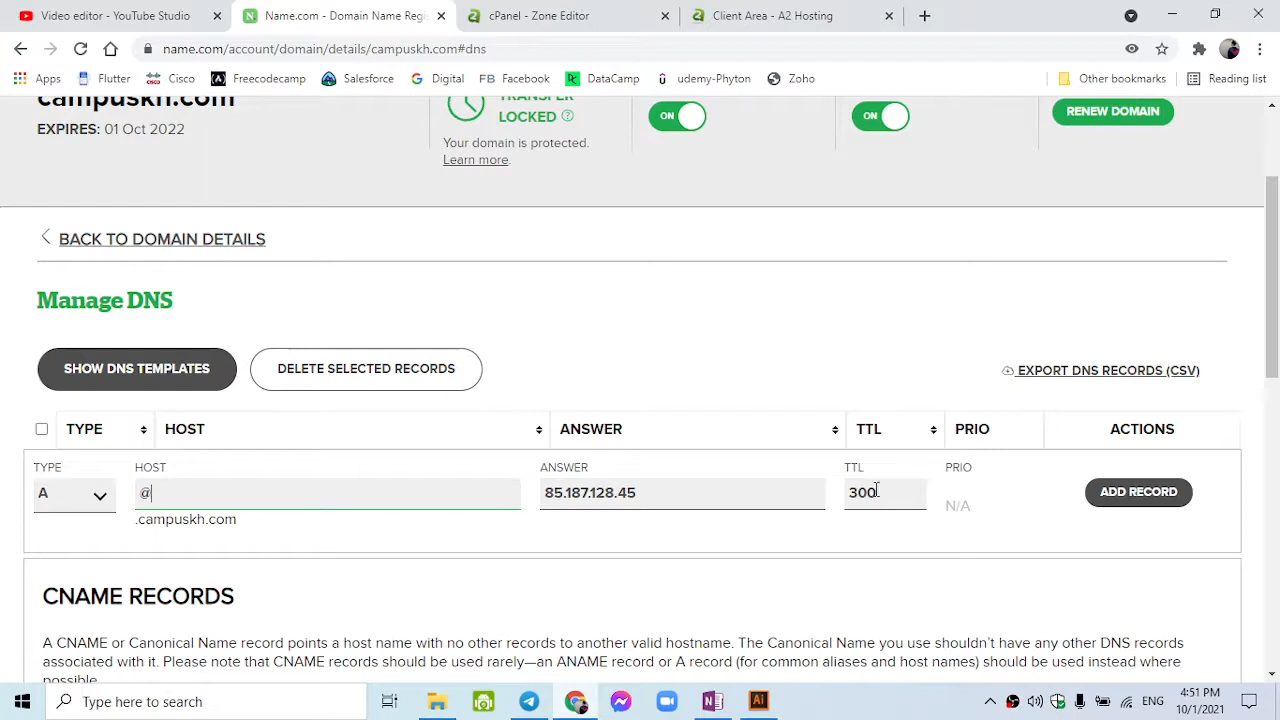 Video editor - YouTube Studio
Name.com - Domain Name Regi
cPanel - Zone Editor
Client Area - A2 Hosting
name.com/account/domain/details/campuskh.com#dns
Apps
Flutter
Cisco
Freecodecamp
Salesforce
Digital
FB Facebook
DataCamp
udemy-Phyton
Zoho
Other bookmarks
Reading list
campuskh.com
EXPIRES: 01 Oct 2022
TRANSFER
LOCKED
Your domain is protected.
Learn more.
ON
ON
RENEW DOMAIN
BACK TO DOMAIN DETAILS
Manage DNS
SHOW DNS TEMPLATES
DELETE SELECTED RECORDS
EXPORT DNS RECORDS (CSV)
TYPE HOST ANSWER TTL PRIO ACTIONS
TYPE HOST ANSWER TTL PRIO
A @ 85.187.128.45 300 N/A ADD RECORD
.campuskh.com
CNAME RECORDS
A CNAME or Canonical Name record points a host name with no other records to another valid hostname. The Canonical Name you use shouldn't have any other DNS records
associated with it. Please note that CNAME records should be used rarely—an ANAME record or A record (for common aliases and host names) should be used instead where
possible.
Type here to search
ENG
4:51 PM
10/1/2021